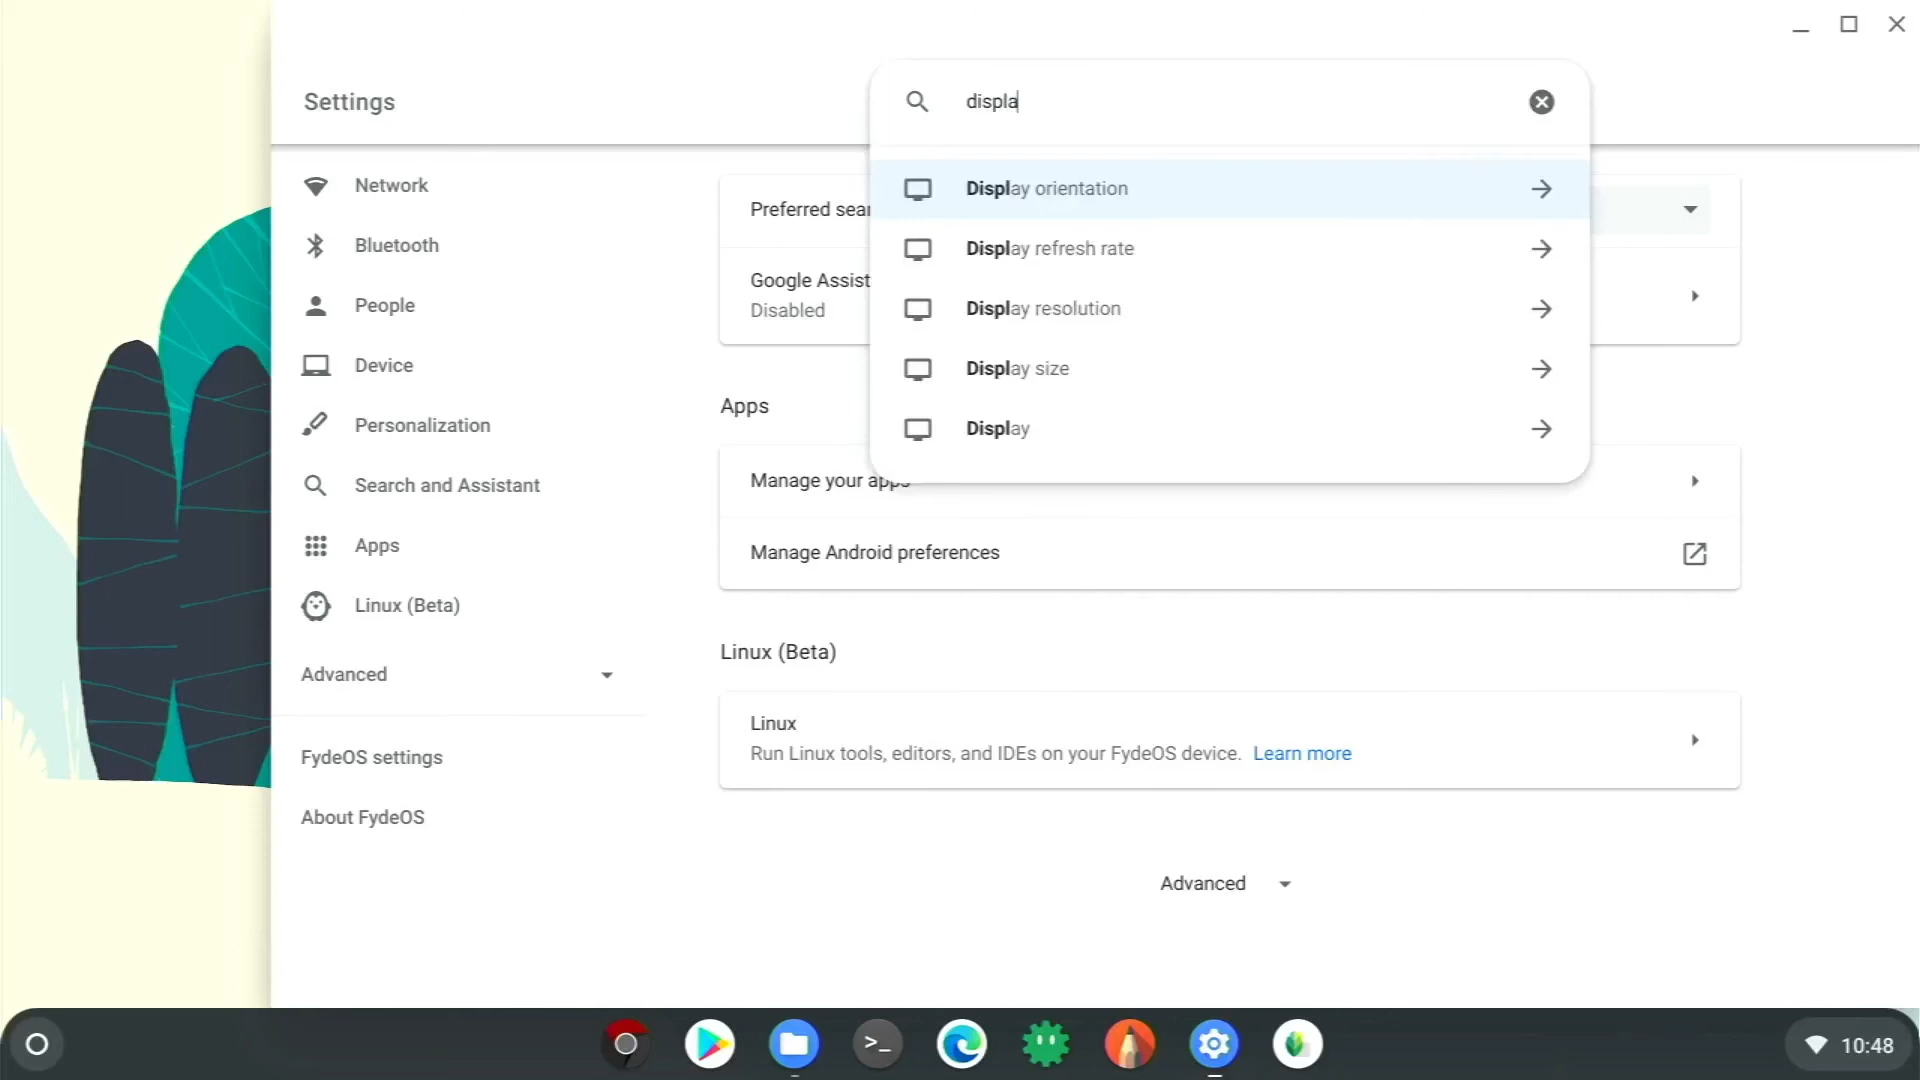 Settings
displa
Network
Bluetooth
People
Device
Personalization
Search and Assistant
Apps
Linux (Beta)
Advanced
FydeOS settings
About FydeOS
Display orientation
Display refresh rate
Display resolution
Display size
Display
Preferred sear
Google Assist
Disabled
Apps
Manage your apps
Manage Android preferences
Linux (Beta)
Linux
Run Linux tools, editors, and IDEs on your FydeOS device. Learn more
Advanced
>_
10:48